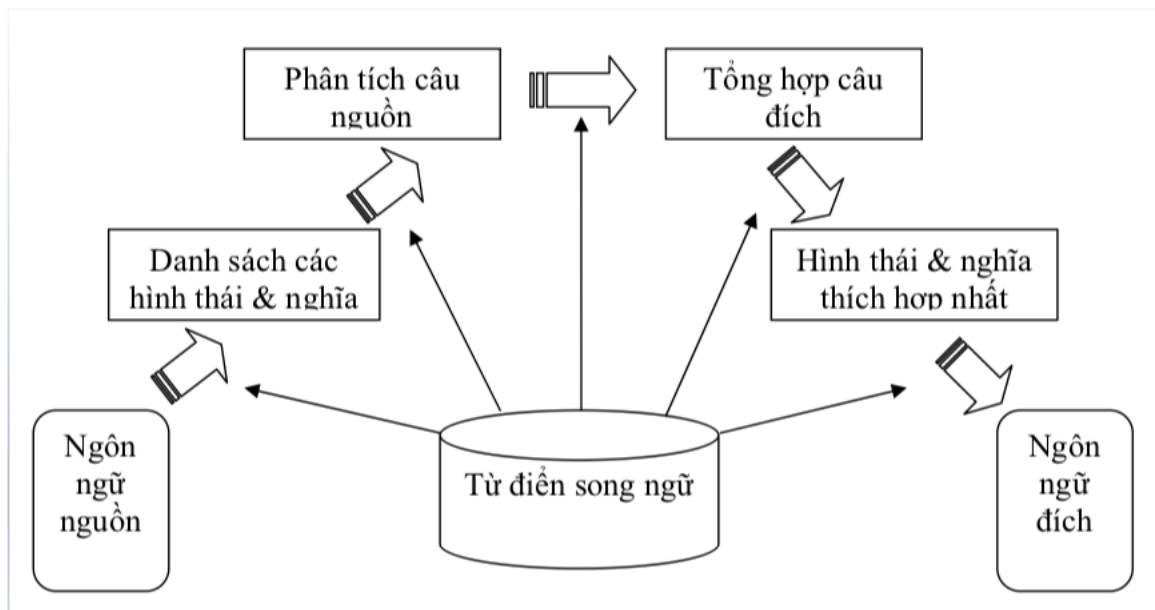 Phân tích câu
nguồn
Tổng hợp câu
đích
Danh sách các
hình thái & nghĩa
Hình thái & nghĩa
thích hợp nhất
Ngôn
ngữ
nguồn
Từ điển song ngữ
Ngôn
ngữ
đích